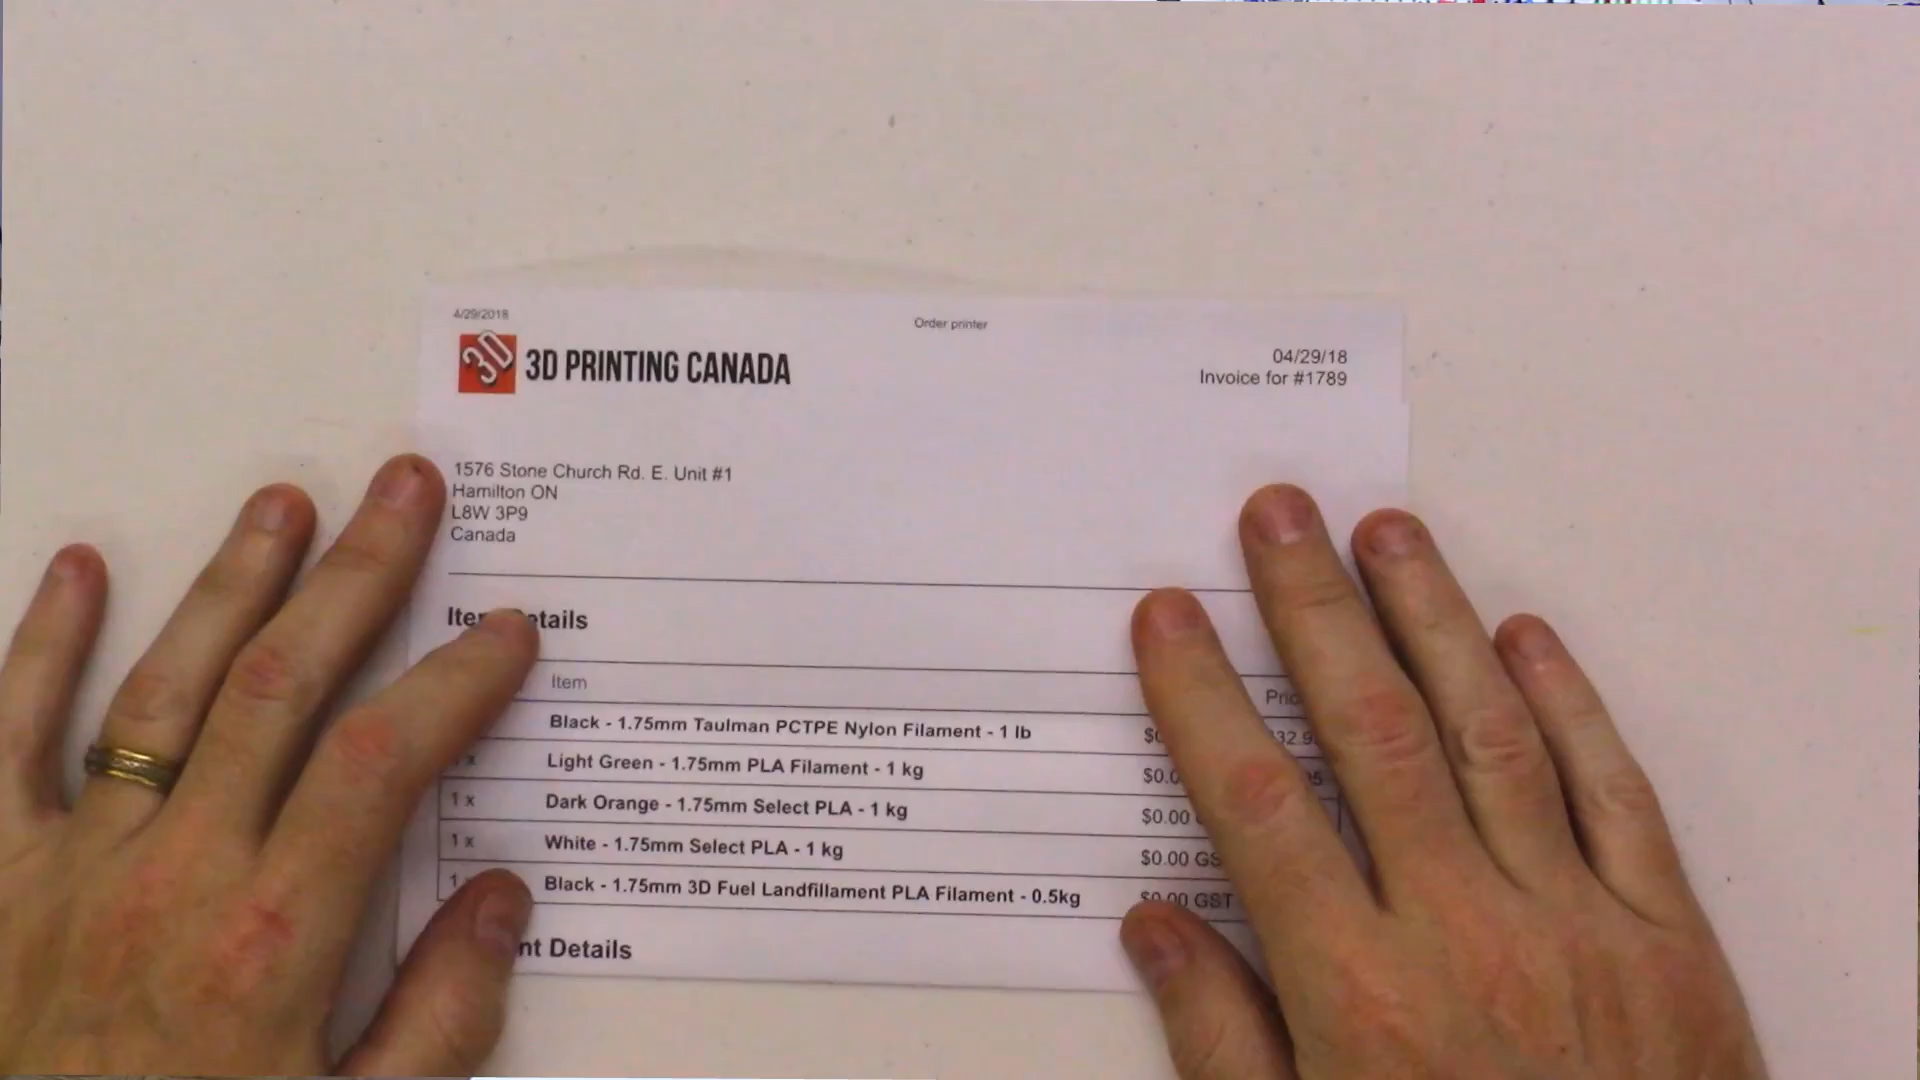 4/29/2018
Order printer
3D
3D PRINTING CANADA
04/29/18
Invoice for #1789
1576 Stone Church Rd. E. Unit #1
Hamilton ON
L8W 3P9
Canada
Item
Black - 1.75mm Taulman PCTPE Nylon Filament - 1 lb
Light Green - 1.75mm PLA Filament - 1 kg
1 x Dark Orange - 1.75mm Select PLA - 1 kg $0.00
1 x White - 1.75mm Select PLA - 1 kg $0.00
Black - 1.75mm 3D Fuel Landfillament PLA Filament - 0.5kg $0.00 GST
Details